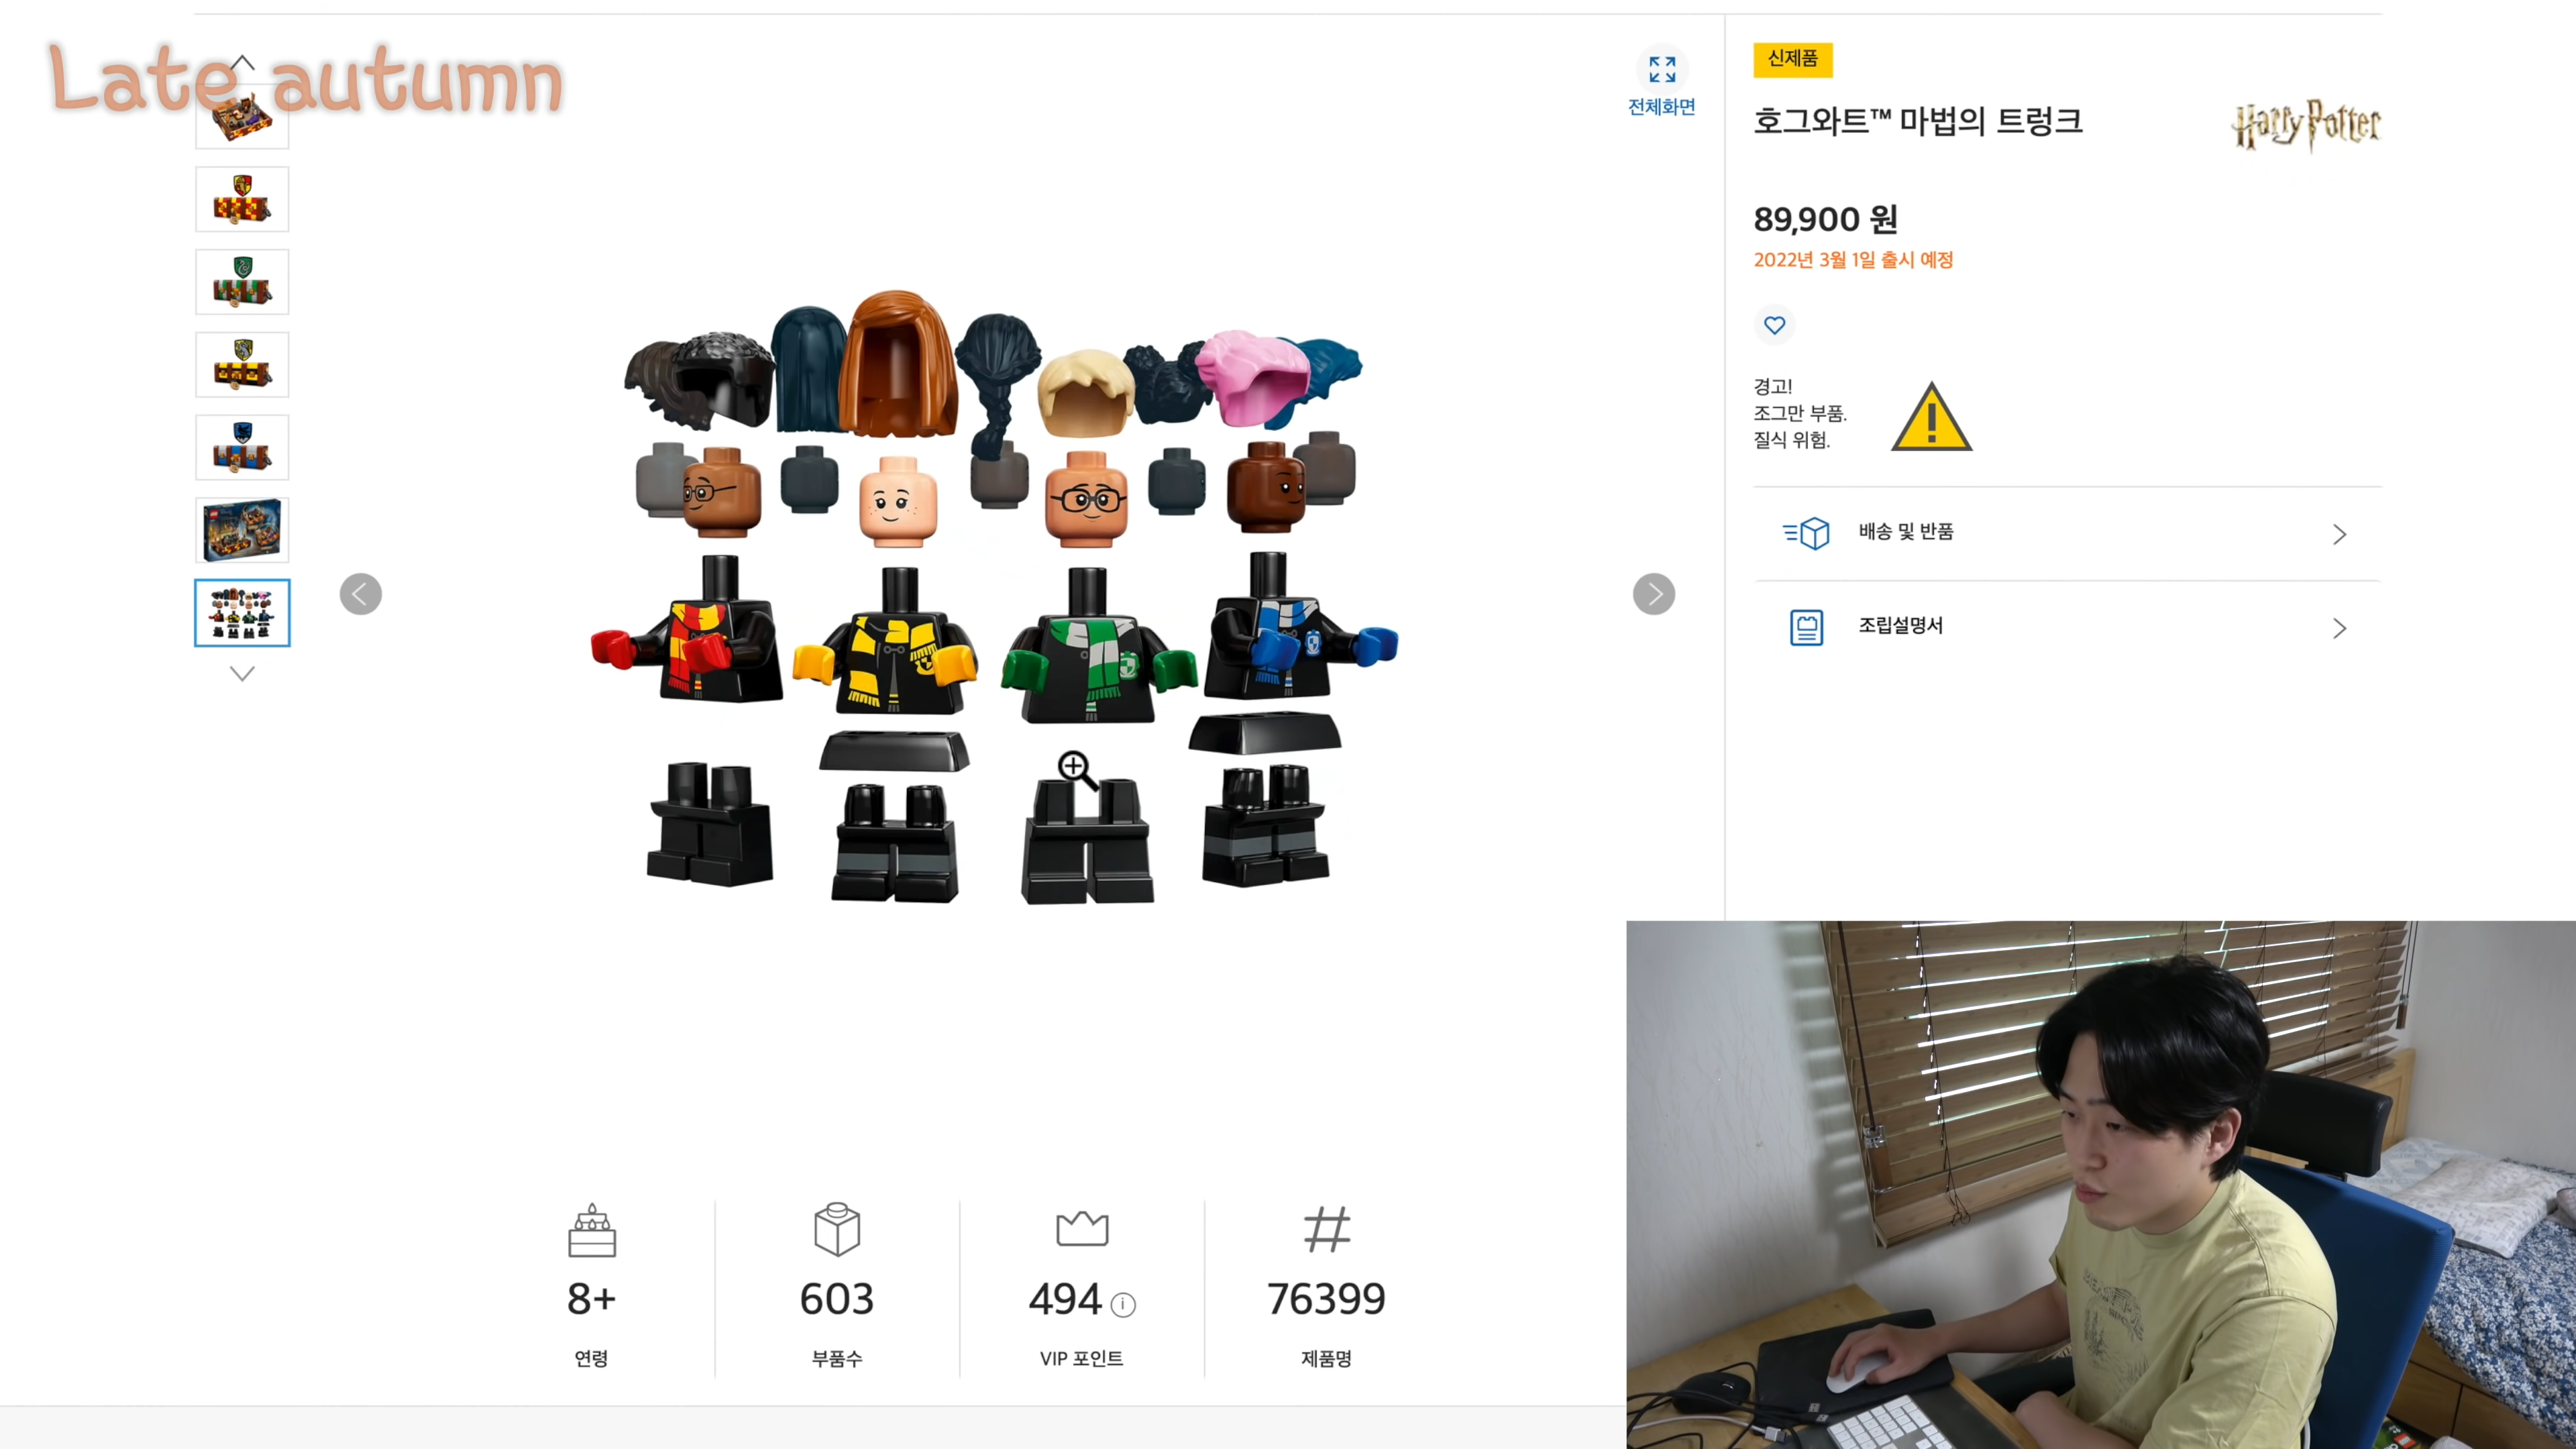 Late autumn
전체화면
신제품
호그와트™ 마법의 트렁크
Harry Potter
89,900 원
2022년 3월 1일 출시 예정
경고!
조그만 부품.
질식 위험.
배송 및 반품
조립설명서
8+
603
494
76399
연령
부품수
VIP 포인트
제품명